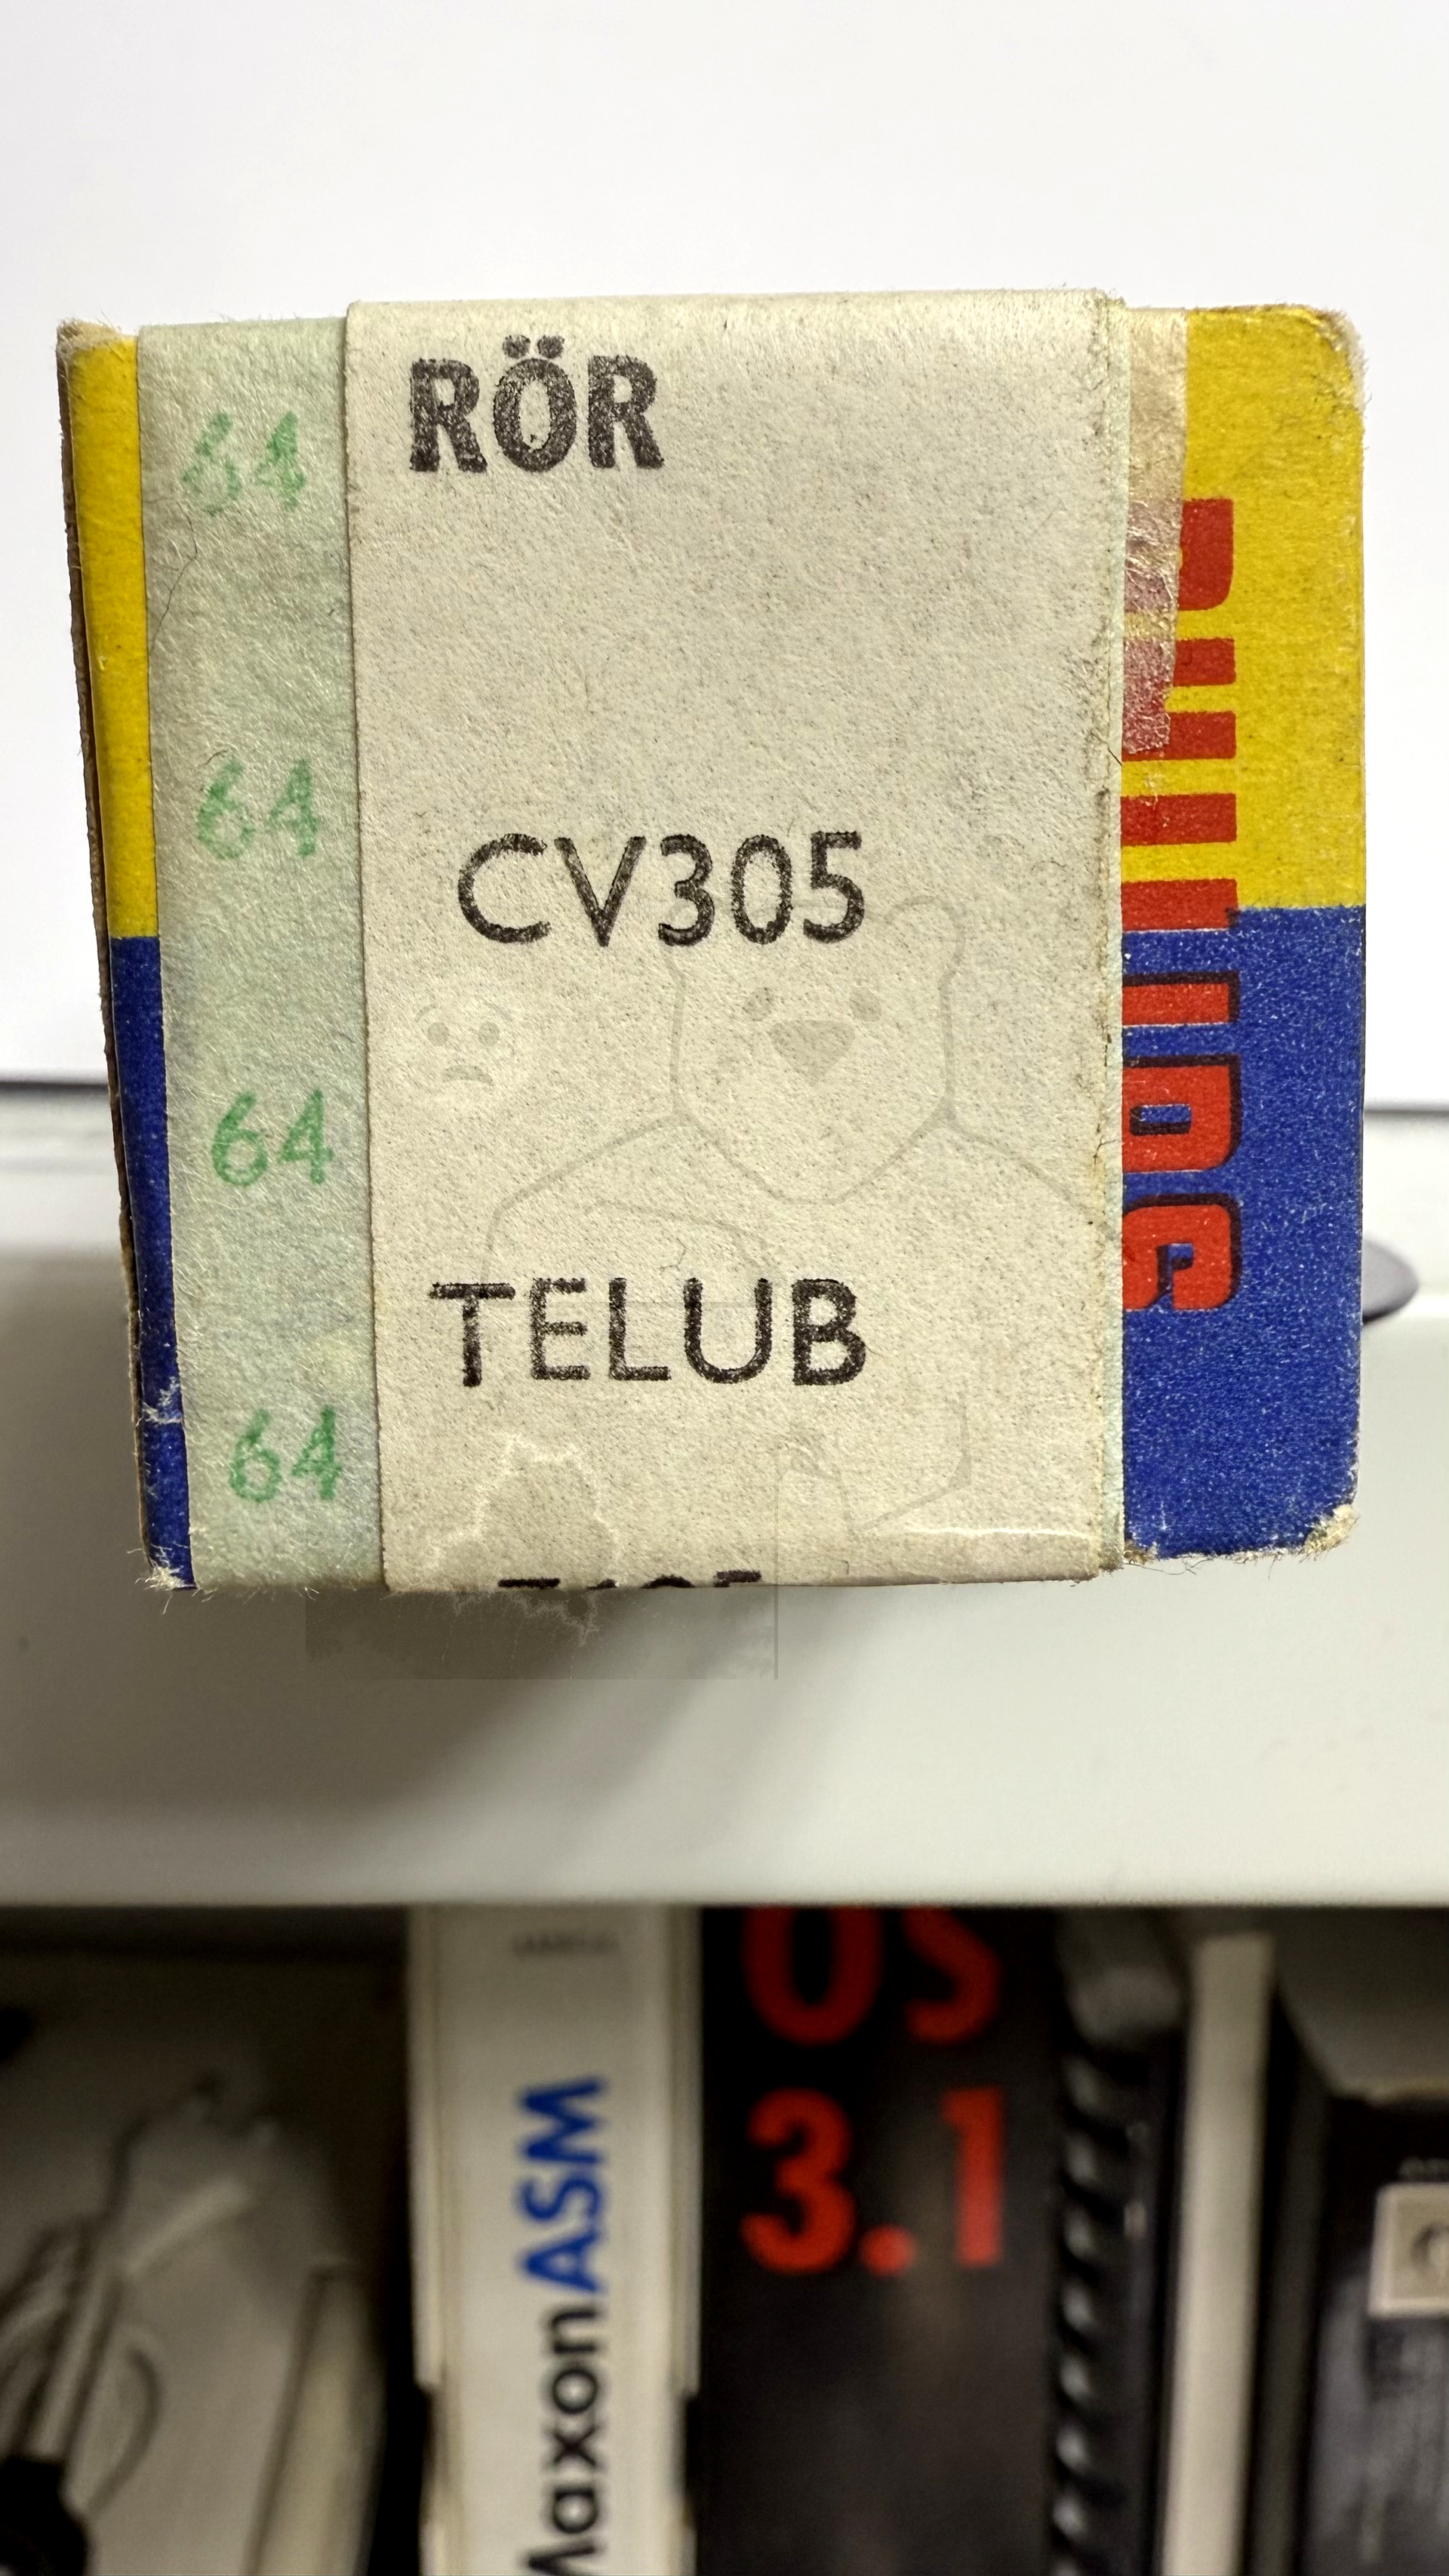 RÖR
CV305
TELUB
64
64
64
64
OS
3.1
MaxonASM